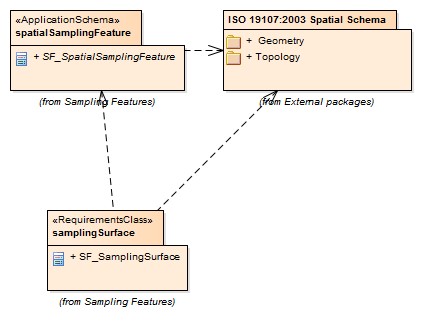 «ApplicationSchema»
spatialSamplingFeature
+ SF_SpatialSamplingFeature
(from Sampling Features)
ISO 19107:2003 Spatial Schema
+ Geometry
+ Topology
(from External packages)
«RequirementsClass»
samplingSurface
+ SF_SamplingSurface
(from Sampling Features)